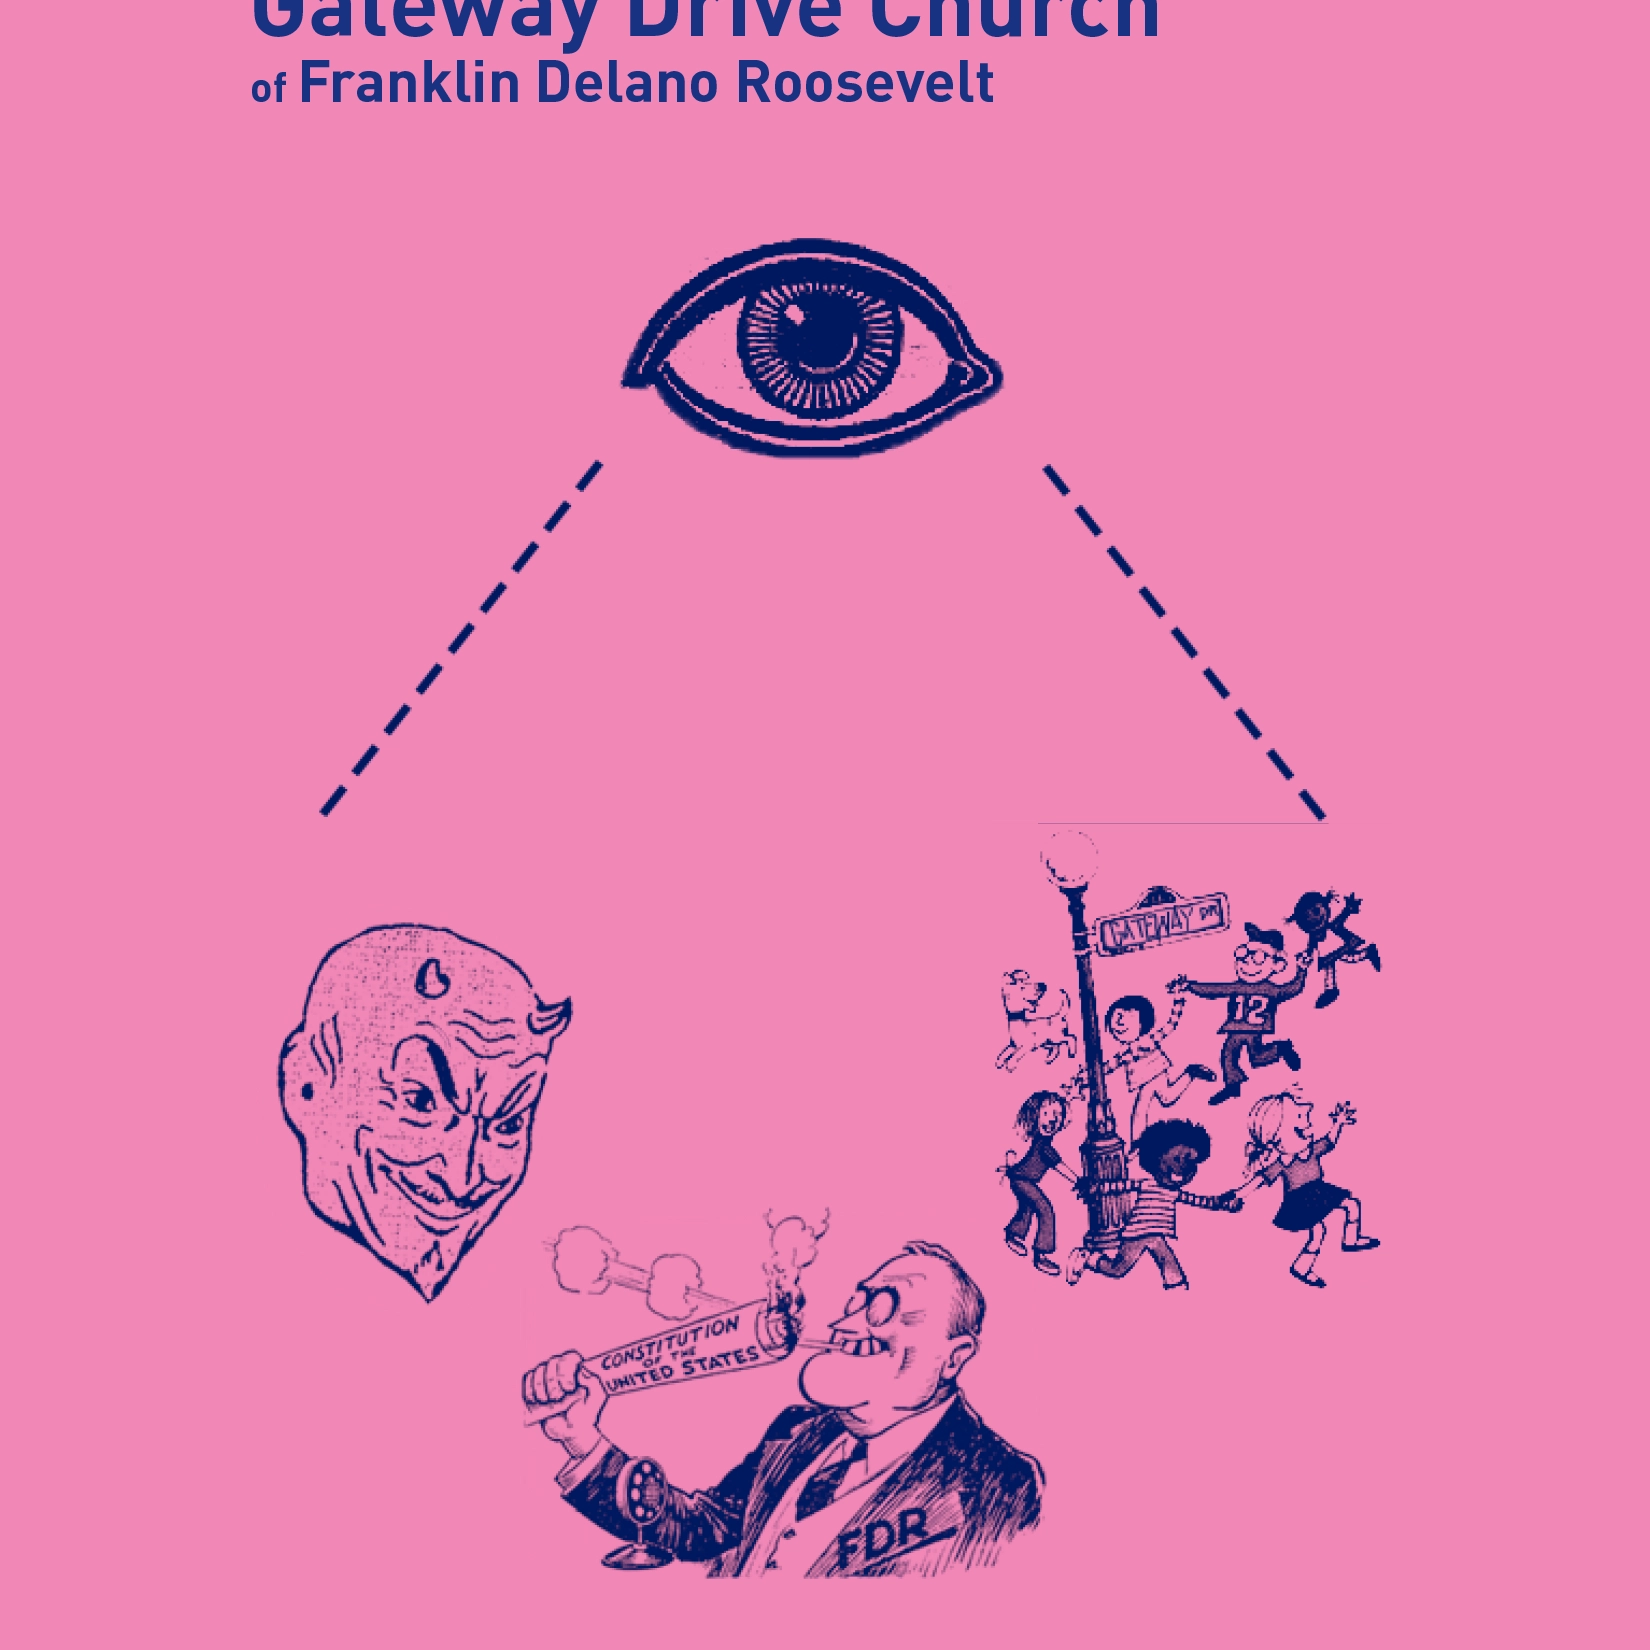 Gateway Drive Church
of Franklin Delano Roosevelt
GATEWAY DR
12
CONSTITUTION
OF THE
UNITED STATES
FDR